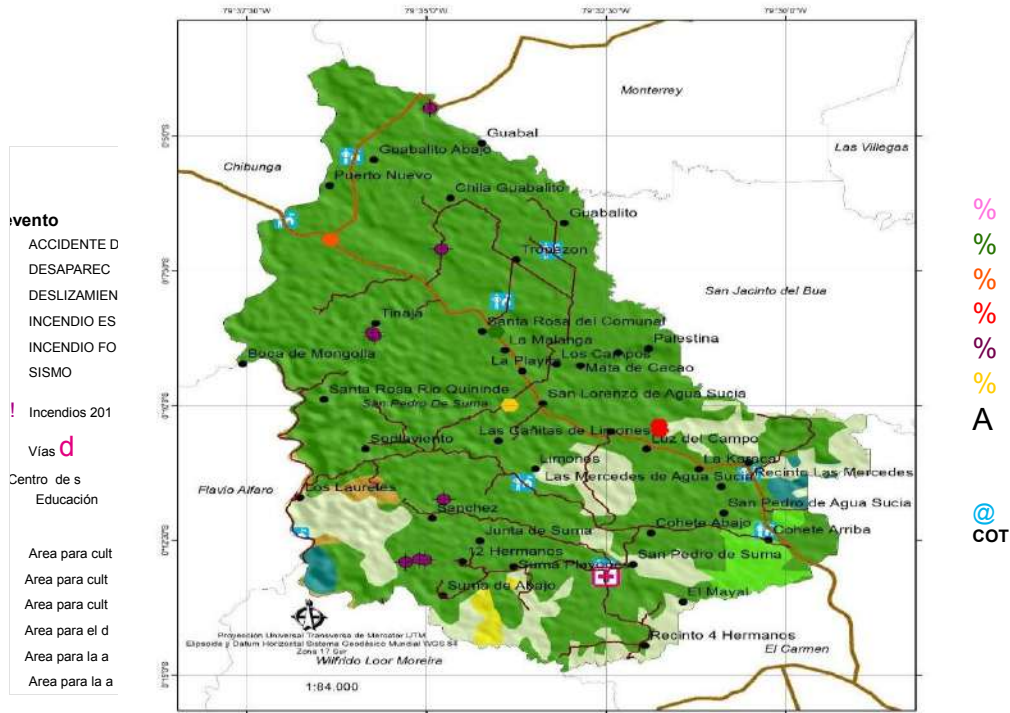 79°37'30"W 79°35'0"W 79°32'30"W 79°30'0"W
Monterrey
Guabal
Las Villegas
Guabalito Abajo
Chibunga
Puerto Nuevo
Chila Guabalito
Guabalito
Tropezon
San Jacinto del Bua
Tinaja
Santa Rosa del Comunal
La Malanga
Palestina
Boca de Mongolla
La Playita
Los Campos
Mata de Cacao
Santa Rosa Rio Quininde
San Pedro De Suma
San Lorenzo de Agua Sucia
Las Cañitas de Limones
Luz del Campo
Limones
Recinto Las Mercedes
Las Mercedes de Agua Sucia
Flavio Alfaro
Los Laureles
San Pedro de Agua Sucia
Sanchez
Cohete Abajo
Cohete Arriba
Junta de Suma
12 Hermanos
San Pedro de Suma
Suma Playones
Suma de Abajo
El Mayal
Proyección Universal Transversa de Mercator UTM
Elipsoide y Datum Horizontal Sistema Geodésico Mundial WGS 84
Zona 17 Sur
Recinto 4 Hermanos
Wilfrido Loor Moreira
El Carmen
1:84.000
evento
ACCIDENTE D
DESAPAREC
DESLIZAMIEN
INCENDIO ES
INCENDIO FO
SISMO
! Incendios 201
Vías d
Centro de s
Educación
Area para cult
Area para cult
Area para cult
Area para el d
Area para la a
Area para la a
%
%
%
%
%
%
A
@
COT